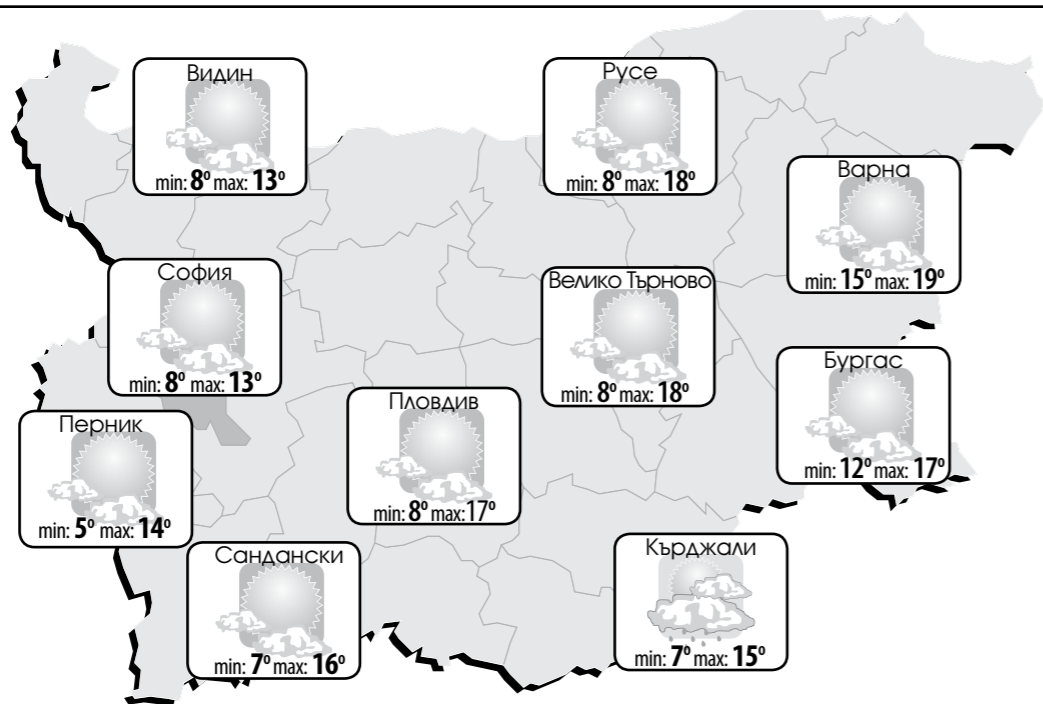 Видин
min: 8° max: 13°
Русе
min: 8° max: 18°
Варна
min: 15° max: 19°
София
min: 8° max: 13°
Велико Търново
min: 8° max: 18°
Бургас
min: 12° max: 17°
Пловдив
min: 8° max:17°
Перник
min: 5° max: 14°
Сандански
min: 7° max: 16°
Кърджали
min: 7° max: 15°